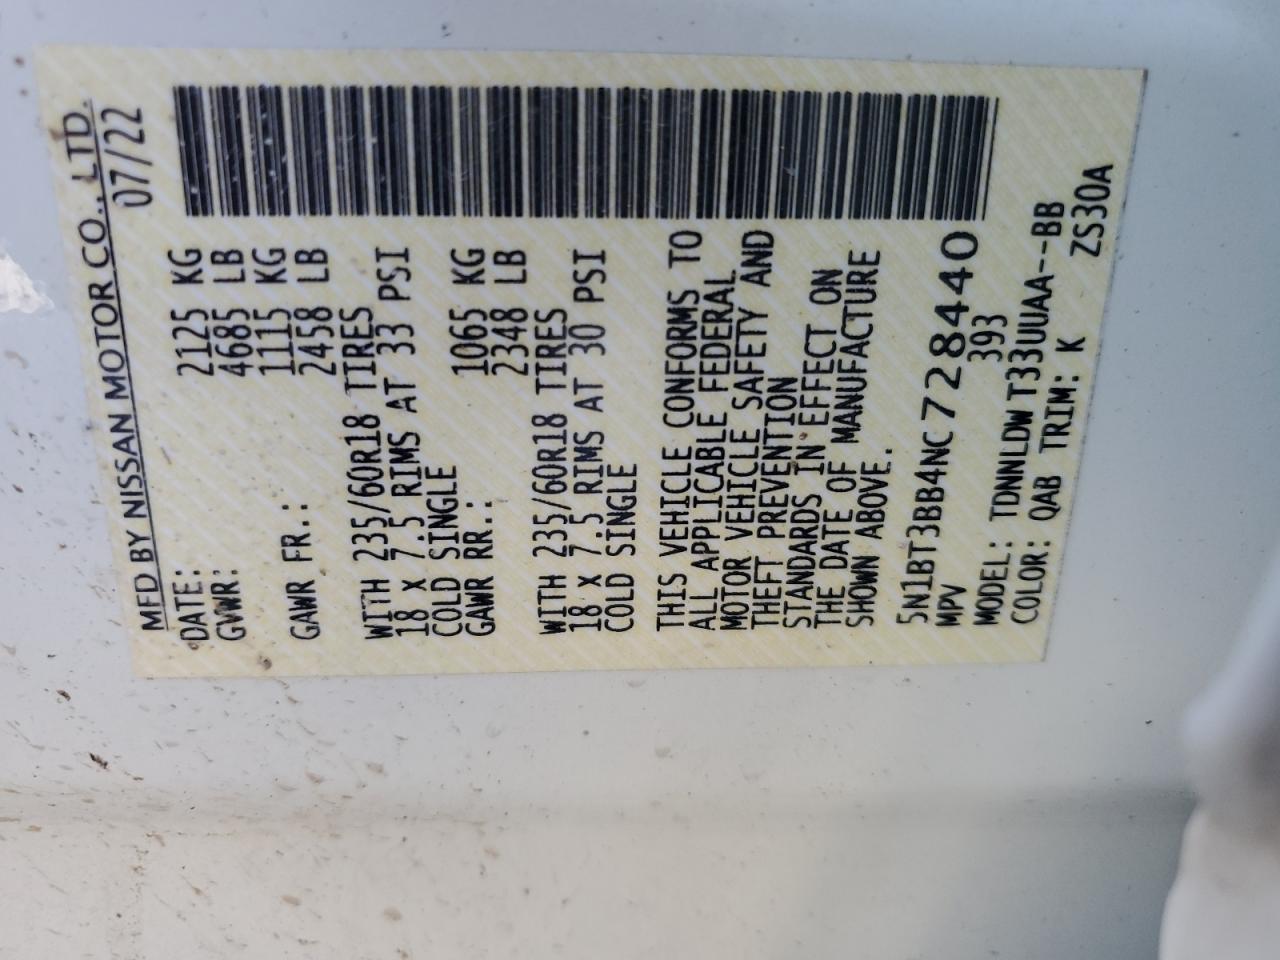 MFD BY NISSAN MOTOR CO., LTD.
DATE: 07/22
GVWR: 2125 KG
4685 LB
1115 KG
GAWR FR.: 2458 LB
WITH 235/60R18 TIRES
18 X 7.5 RIMS AT 33 PSI
COLD SINGLE
GAWR RR.: 1065 KG
2348 LB
WITH 235/60R18 TIRES
18 X 7.5 RIMS AT 30 PSI
COLD SINGLE
THIS VEHICLE CONFORMS TO
ALL APPLICABLE FEDERAL
MOTOR VEHICLE SAFETY AND
THEFT PREVENTION
STANDARDS IN EFFECT ON
THE DATE OF MANUFACTURE
SHOWN ABOVE.
5N1BT3BB4NC728440
MPV 393
MODEL: TDNNLDWT33UUAA--BB
COLOR: QAB TRIM: K ZS30A